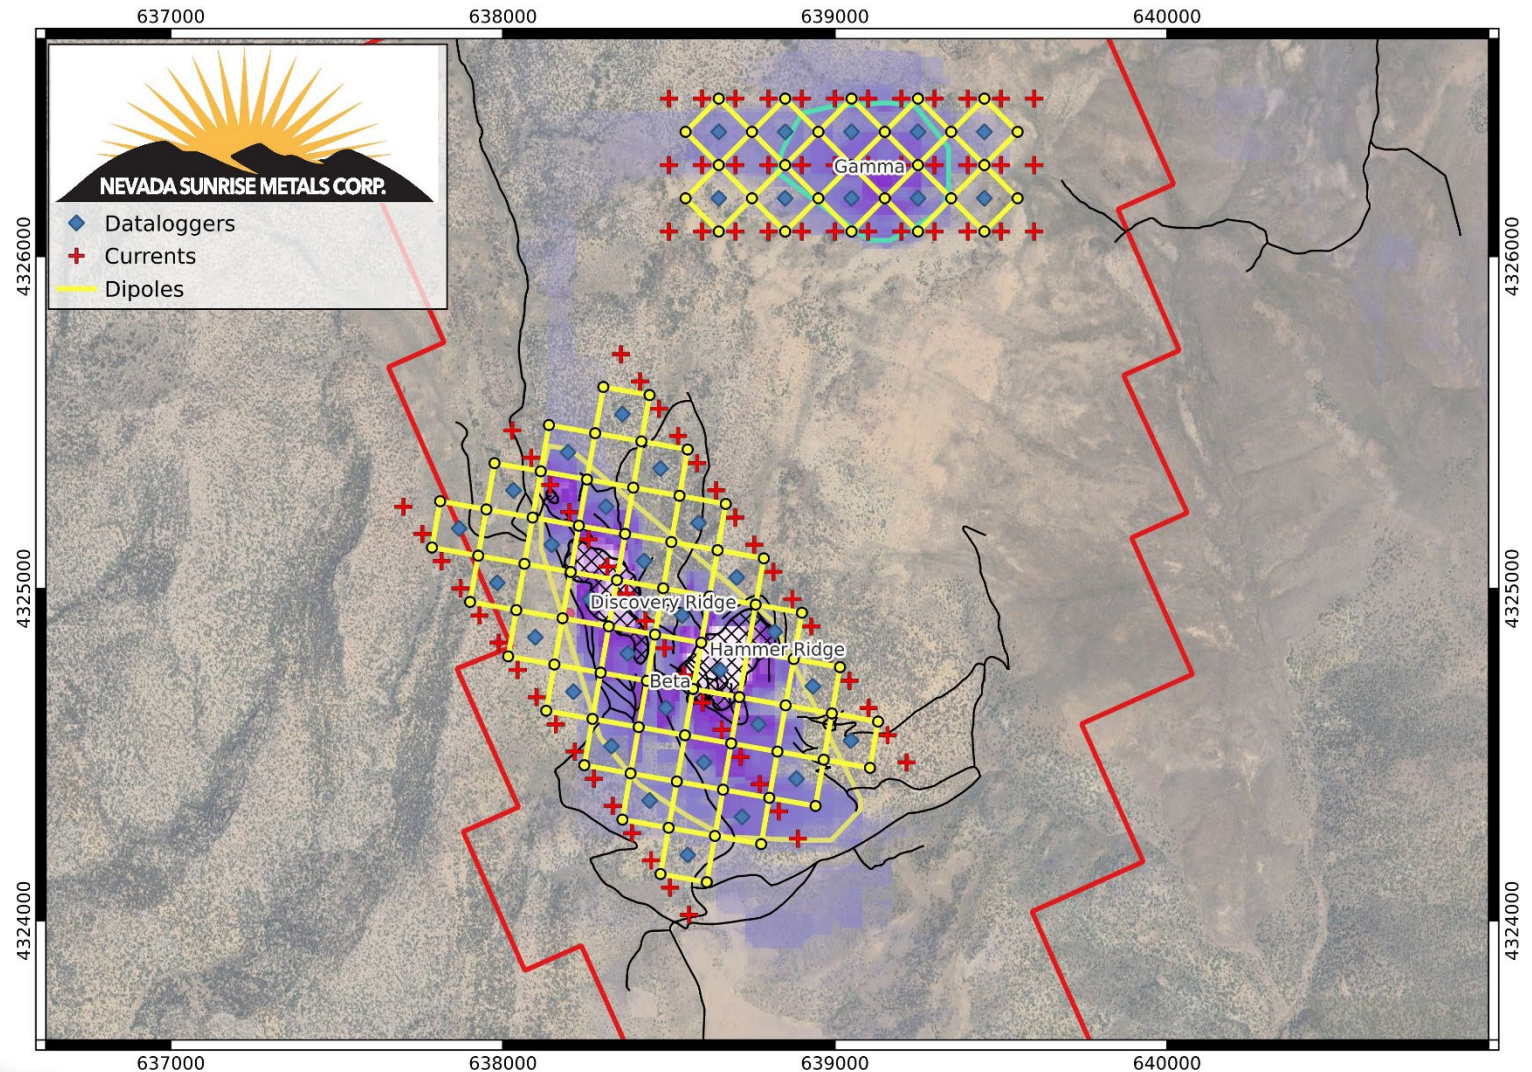 637000
638000
639000
640000
NEVADA SUNRISE METALS CORP.
Dataloggers
Currents
Dipoles
Gamma
4326000
4326000
4325000
4325000
Discovery Ridge
Hammer Ridge
Beta
4324000
4324000
637000
638000
639000
640000